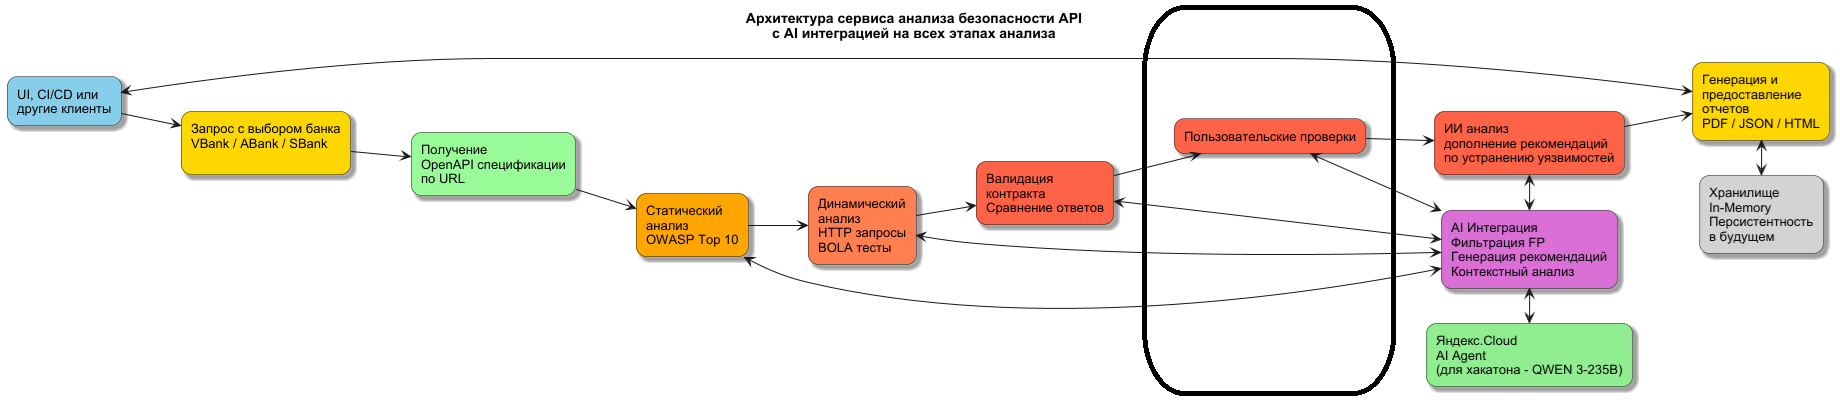 Архитектура сервиса анализа безопасности API
с AI интеграцией на всех этапах анализа
UI, CI/CD или
другие клиенты
Запрос с выбором банка
VBank / ABank / SBank
Получение
OpenAPI спецификации
по URL
Статический
анализ
OWASP Top 10
Динамический
анализ
HTTP запросы
BOLA тесты
Валидация
контракта
Сравнение ответов
Пользовательские проверки
ИИ анализ
дополнение рекомендаций
по устранению уязвимостей
AI Интеграция
Фильтрация FP
Генерация рекомендаций
Контекстный анализ
Яндекс.Cloud
AI Agent
(для хакатона - QWEN 3-235B)
Генерация и
предоставление
отчетов
PDF / JSON / HTML
Хранилище
In-Memory
Персистентность
в будущем